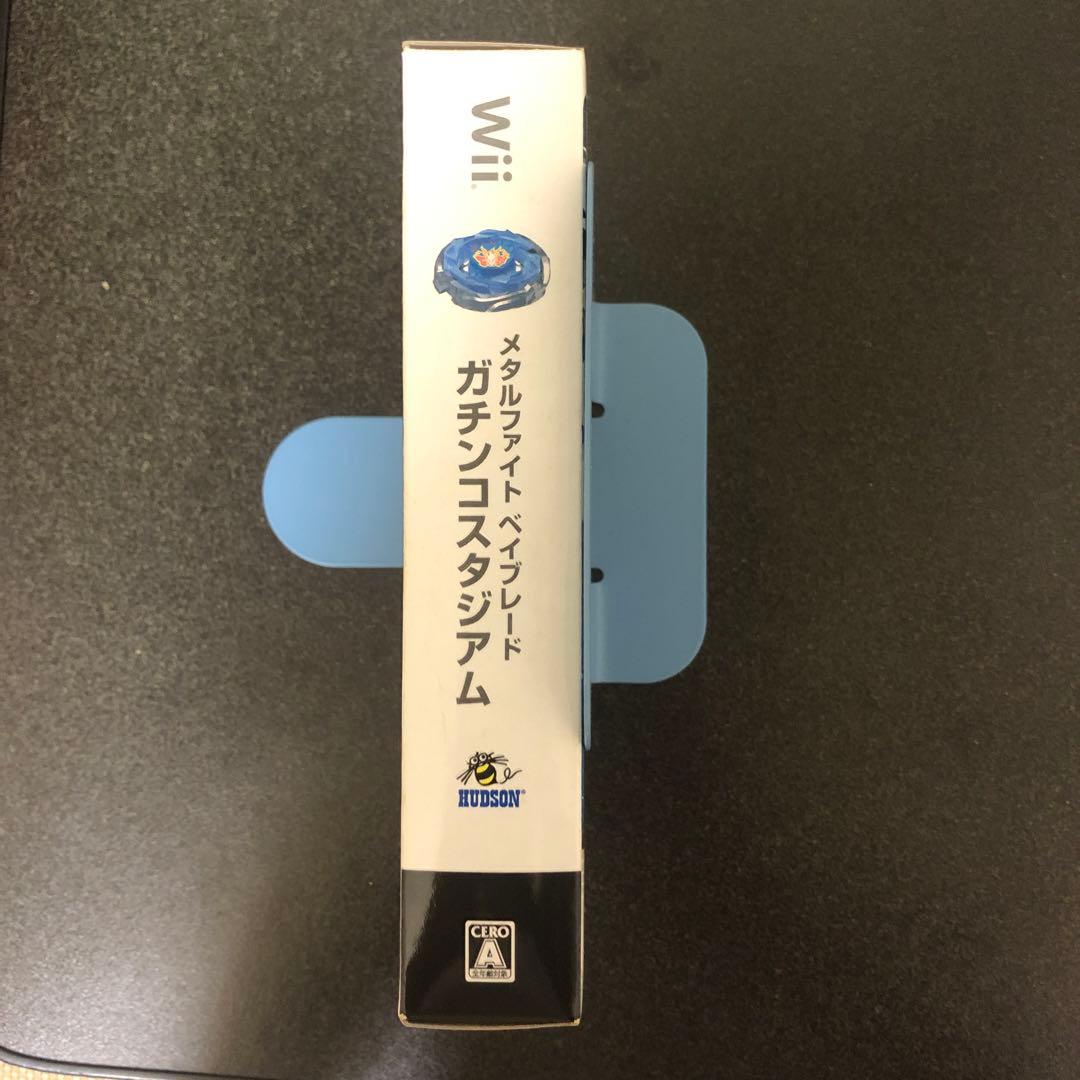 Wii
メタルファイト ベイブレード
ガチンコスタジアム
HUDSON
CERO
A
全年齢対象